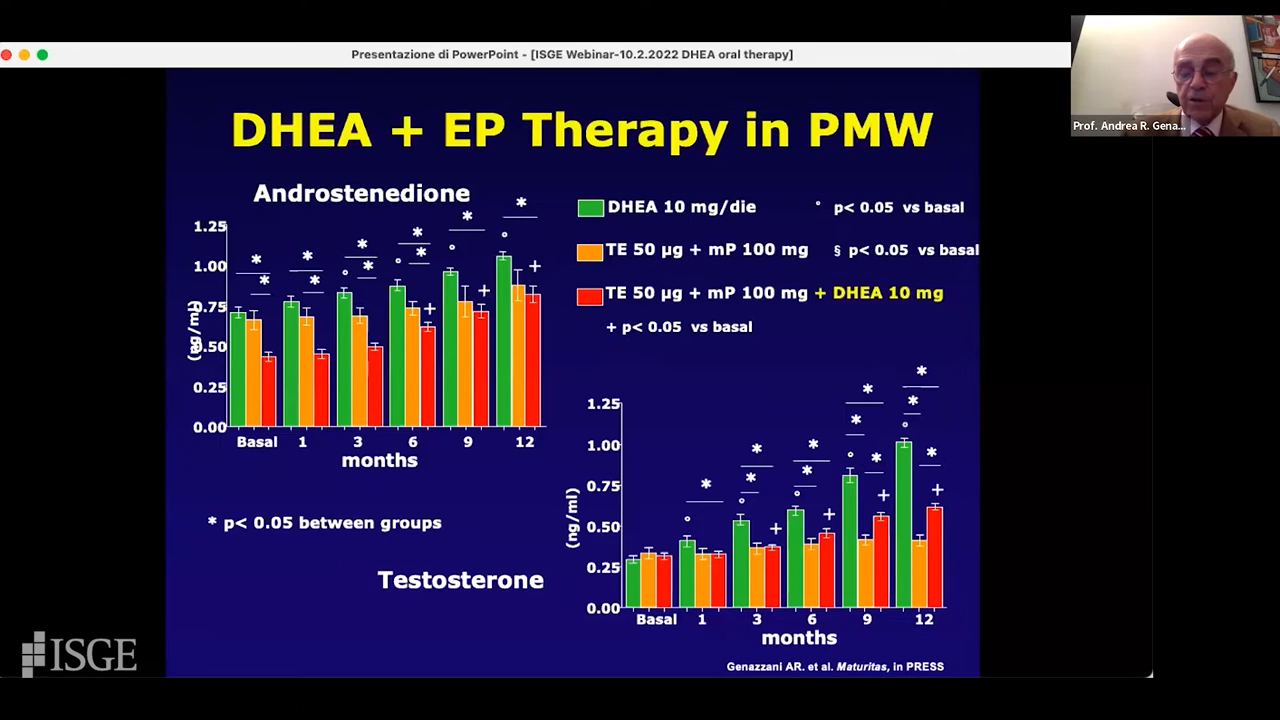 Presentazione di PowerPoint - [ISGE Webinar-10.2.2022 DHEA oral therapy]
Prof. Andrea R. Gena...
DHEA + EP Therapy in PMW
Androstenedione
1.25
1.00
0.75
0.50
0.25
0.00
(ng/ml)
Basal 1 3 6 9 12
months
DHEA 10 mg/die ° p< 0.05 vs basal
TE 50 µg + mP 100 mg § p< 0.05 vs basal
TE 50 µg + mP 100 mg + DHEA 10 mg
+ p< 0.05 vs basal
* p< 0.05 between groups
Testosterone
1.25
1.00
0.75
0.50
0.25
0.00
(ng/ml)
Basal 1 3 6 9 12
months
Genazzani AR. et al. Maturitas, in PRESS
ISGE